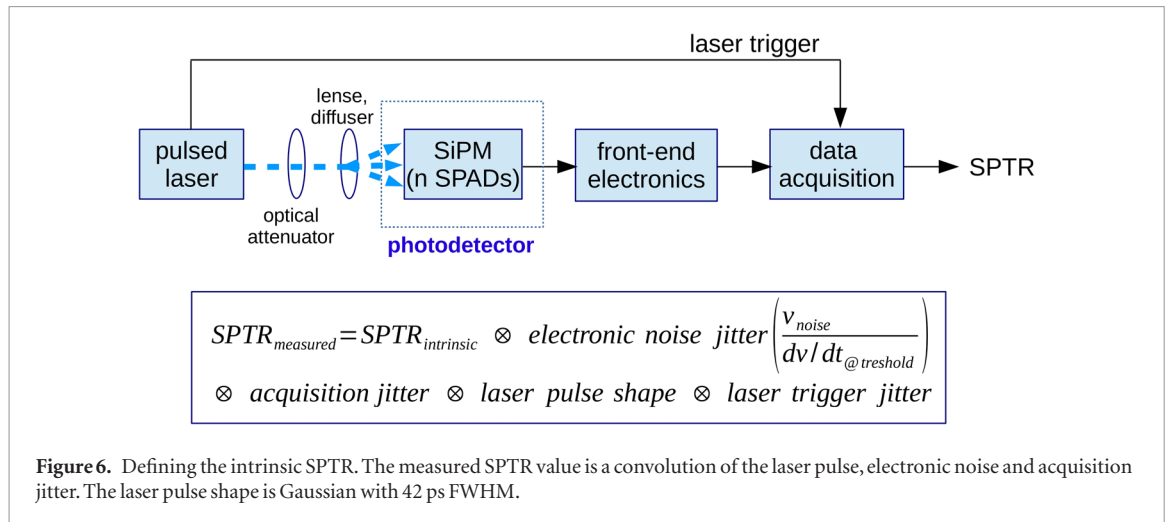 laser trigger
lense,
diffuser
pulsed
laser
SiPM
(n SPADs)
front-end
electronics
data
acquisition
SPTR
optical
attenuator
photodetector
SPTR_measured = SPTR_intrinsic ⊗ electronic noise jitter (v_noise / dv/dt_@treshold)
⊗ acquisition jitter ⊗ laser pulse shape ⊗ laser trigger jitter
Figure 6. Defining the intrinsic SPTR. The measured SPTR value is a convolution of the laser pulse, electronic noise and acquisition
jitter. The laser pulse shape is Gaussian with 42 ps FWHM.